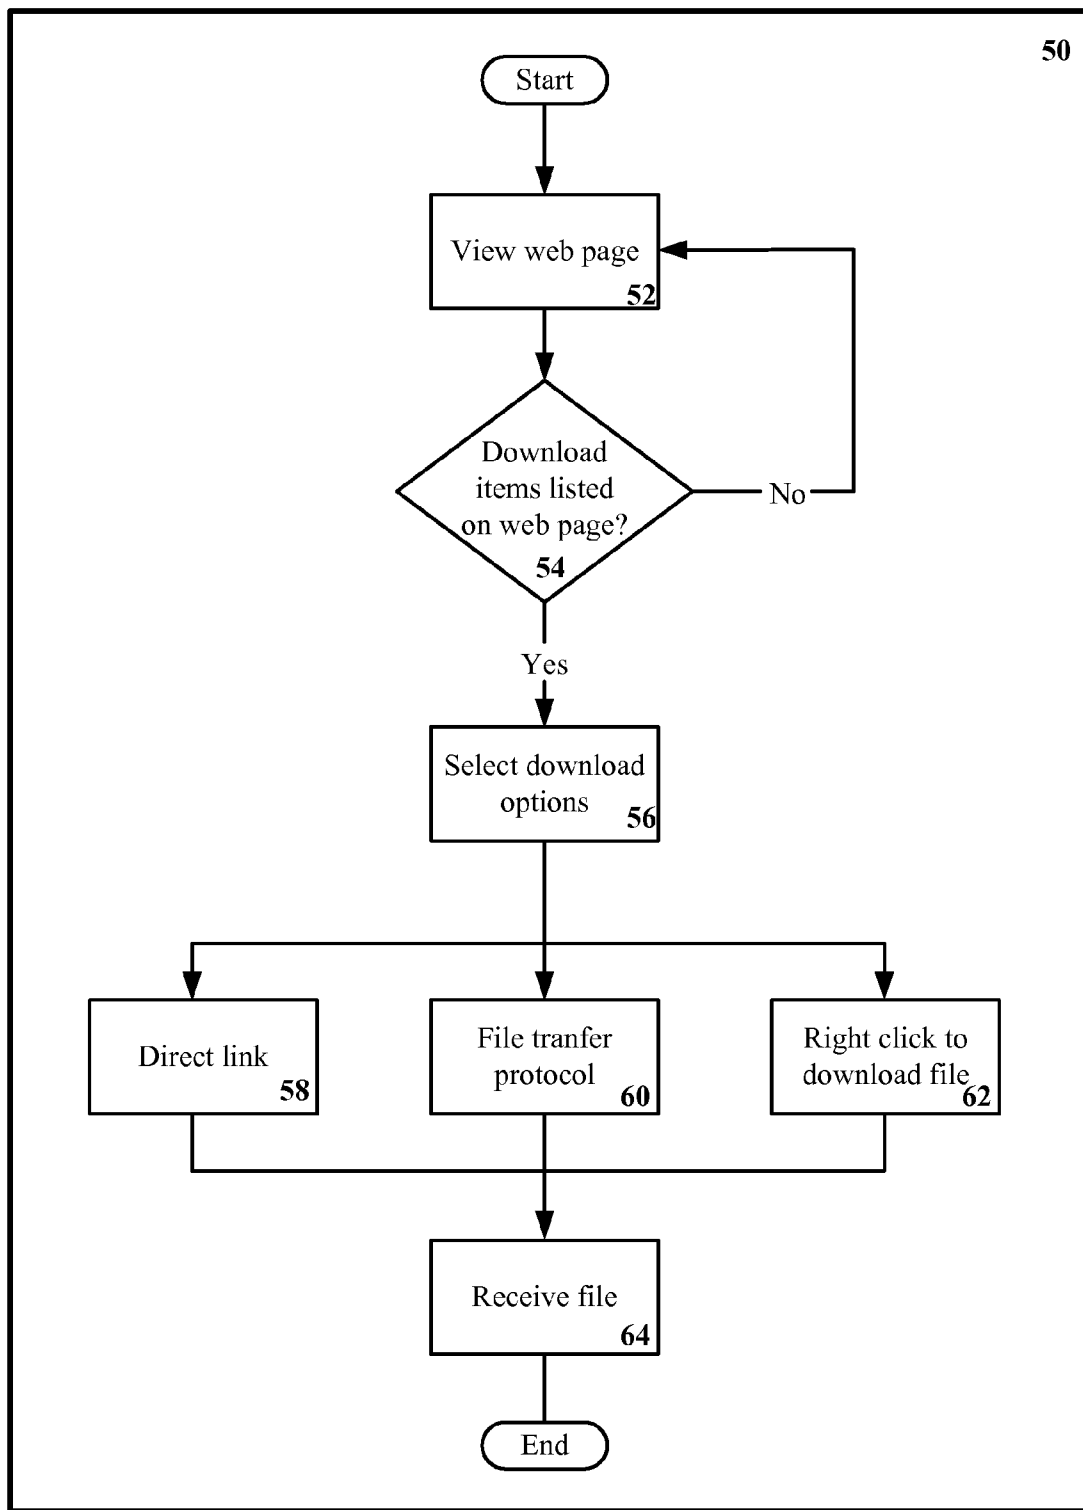 50
Start
View web page
52
Download
items listed
on web page?
54
No
Yes
Select download
options
56
Direct link
58
File tranfer
protocol
60
Right click to
download file
62
Receive file
64
End